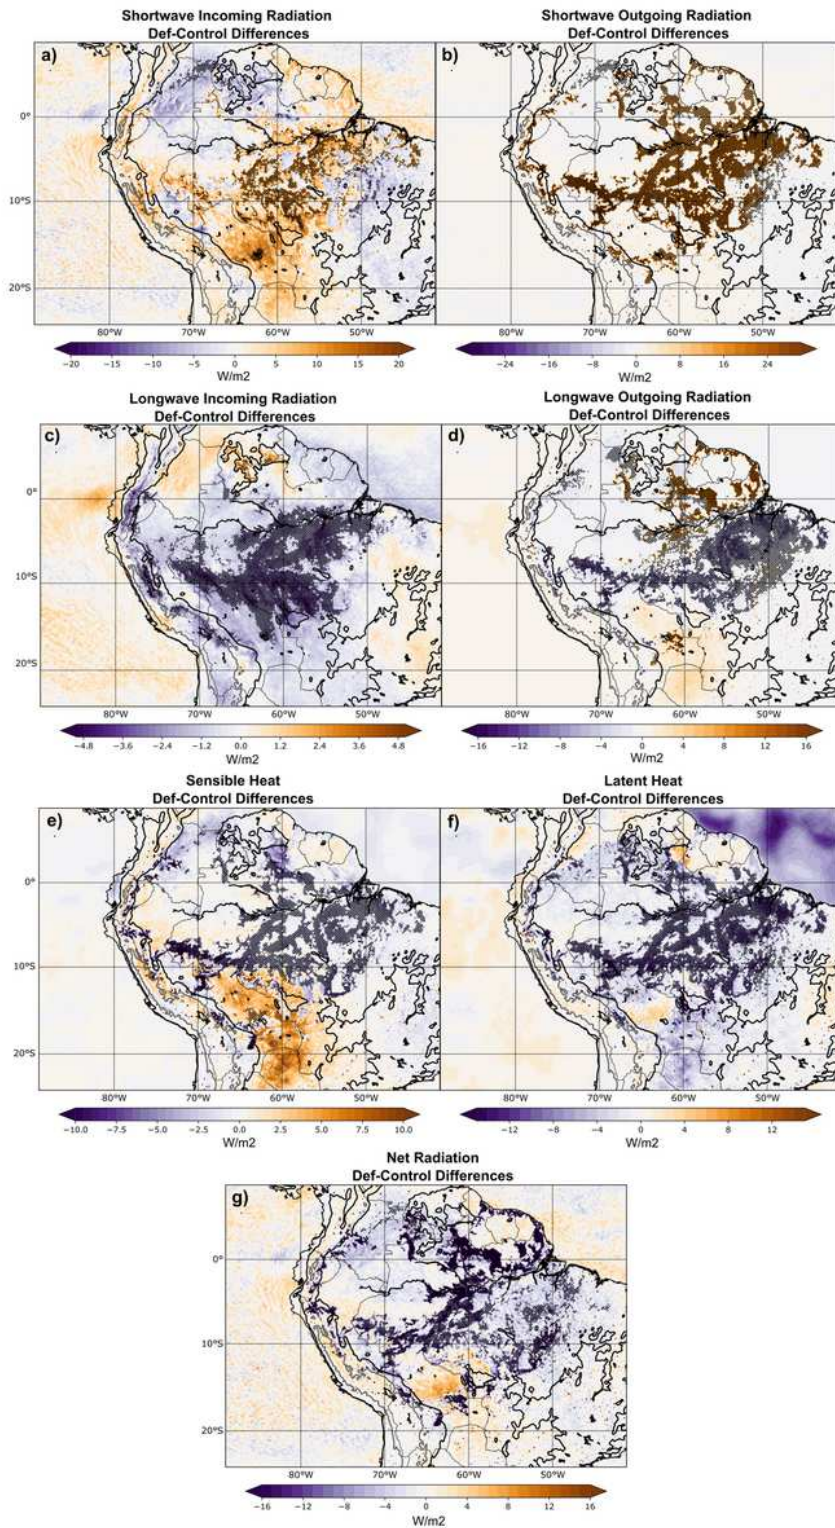 Shortwave Incoming Radiation
Def-Control Differences
a)
0°
10°S
20°S
80°W 70°W 60°W 50°W
−20 −15 −10 −5 0 5 10 15 20
W/m2
Shortwave Outgoing Radiation
Def-Control Differences
b)
80°W 70°W 60°W 50°W
−24 −16 −8 0 8 16 24
W/m2
Longwave Incoming Radiation
Def-Control Differences
c)
0°
10°S
20°S
80°W 70°W 60°W 50°W
−4.8 −3.6 −2.4 −1.2 0.0 1.2 2.4 3.6 4.8
W/m2
Longwave Outgoing Radiation
Def-Control Differences
d)
80°W 70°W 60°W 50°W
−16 −12 −8 −4 0 4 8 12 16
W/m2
Sensible Heat
Def-Control Differences
e)
0°
10°S
20°S
80°W 70°W 60°W 50°W
−10.0 −7.5 −5.0 −2.5 0.0 2.5 5.0 7.5 10.0
W/m2
Latent Heat
Def-Control Differences
f)
80°W 70°W 60°W 50°W
−12 −8 −4 0 4 8 12
W/m2
Net Radiation
Def-Control Differences
g)
0°
10°S
20°S
80°W 70°W 60°W 50°W
−16 −12 −8 −4 0 4 8 12 16
W/m2